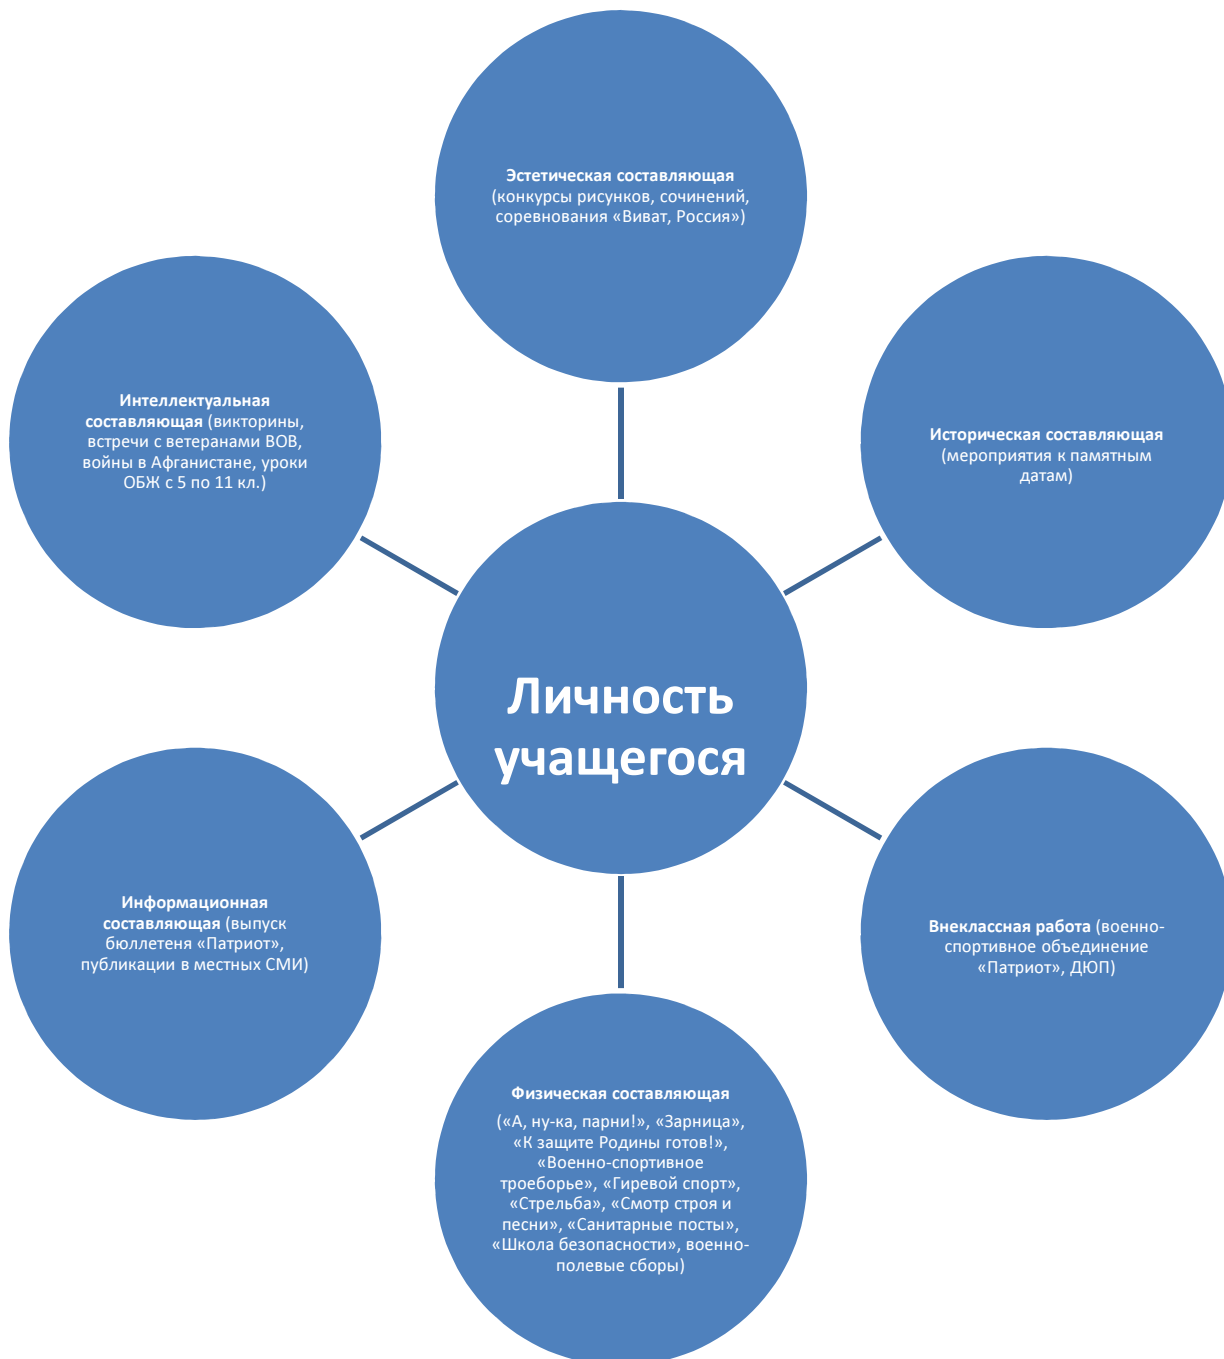 Эстетическая составляющая
(конкурсы рисунков, сочинений,
соревнования «Виват, Россия»)
Интеллектуальная
составляющая (викторины,
встречи с ветеранами ВОВ,
войны в Афганистане, уроки
ОБЖ с 5 по 11 кл.)
Историческая составляющая
(мероприятия к памятным
датам)
Личность
учащегося
Информационная
составляющая (выпуск
бюллетеня «Патриот»,
публикации в местных СМИ)
Внеклассная работа (военно-
спортивное объединение
«Патриот», ДЮП)
Физическая составляющая
(«А, ну-ка, парни!», «Зарница»,
«К защите Родины готов!»,
«Военно-спортивное
троеборье», «Гиревой спорт»,
«Стрельба», «Смотр строя и
песни», «Санитарные посты»,
«Школа безопасности», военно-
полевые сборы)